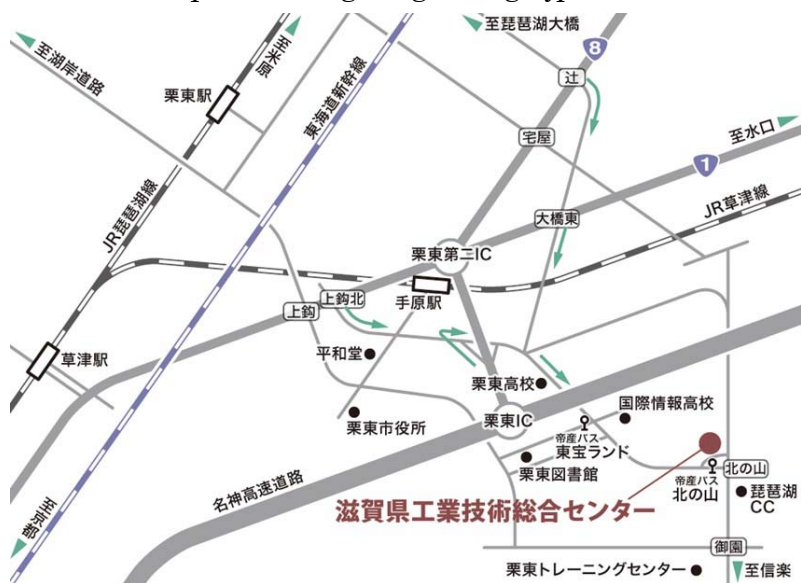 至琵琶湖大橋
8
至湖岸道路
至米原
東海道新幹線
辻
栗東駅
宅屋
至水口
1
JR琵琶湖線
JR草津線
大橋東
栗東第二IC
手原駅
上鈎北
上鈎
草津駅
平和堂
栗東高校
国際情報高校
栗東市役所
栗東IC
帝産バス
東宝ランド
栗東図書館
帝産バス
北の山
北の山
琵琶湖
CC
名神高速道路
滋賀県工業技術総合センター
至京都
御園
栗東トレーニングセンター
至信楽